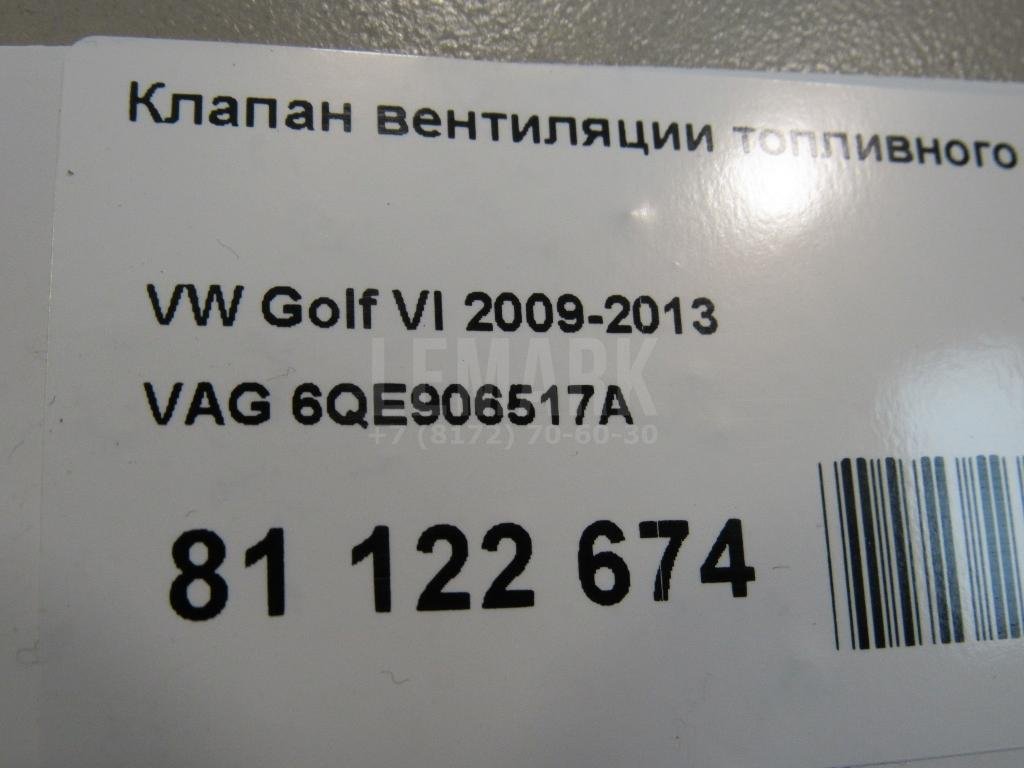 Клапан вентиляции топливного
VW Golf VI 2009-2013
LEMARK
VAG 6QE906517A
+7 (8172) 70-60-30
81 122 674